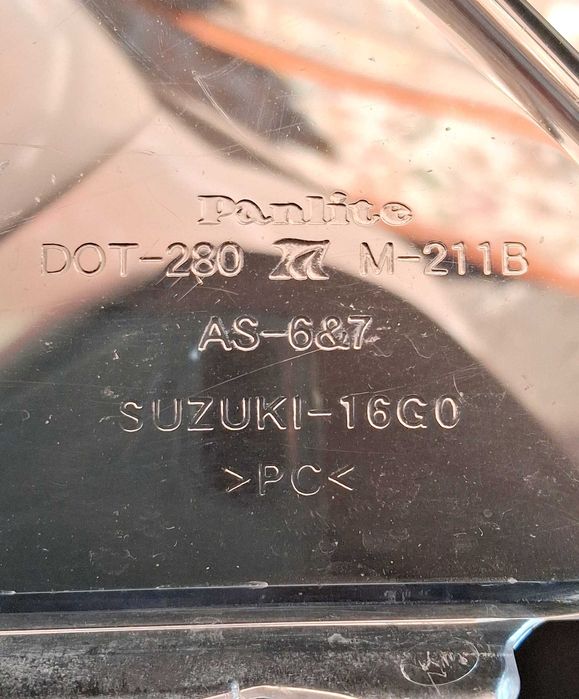 Panlite
DOT-280 M-211B
AS-6&7
SUZUKI-16G0
>PC<